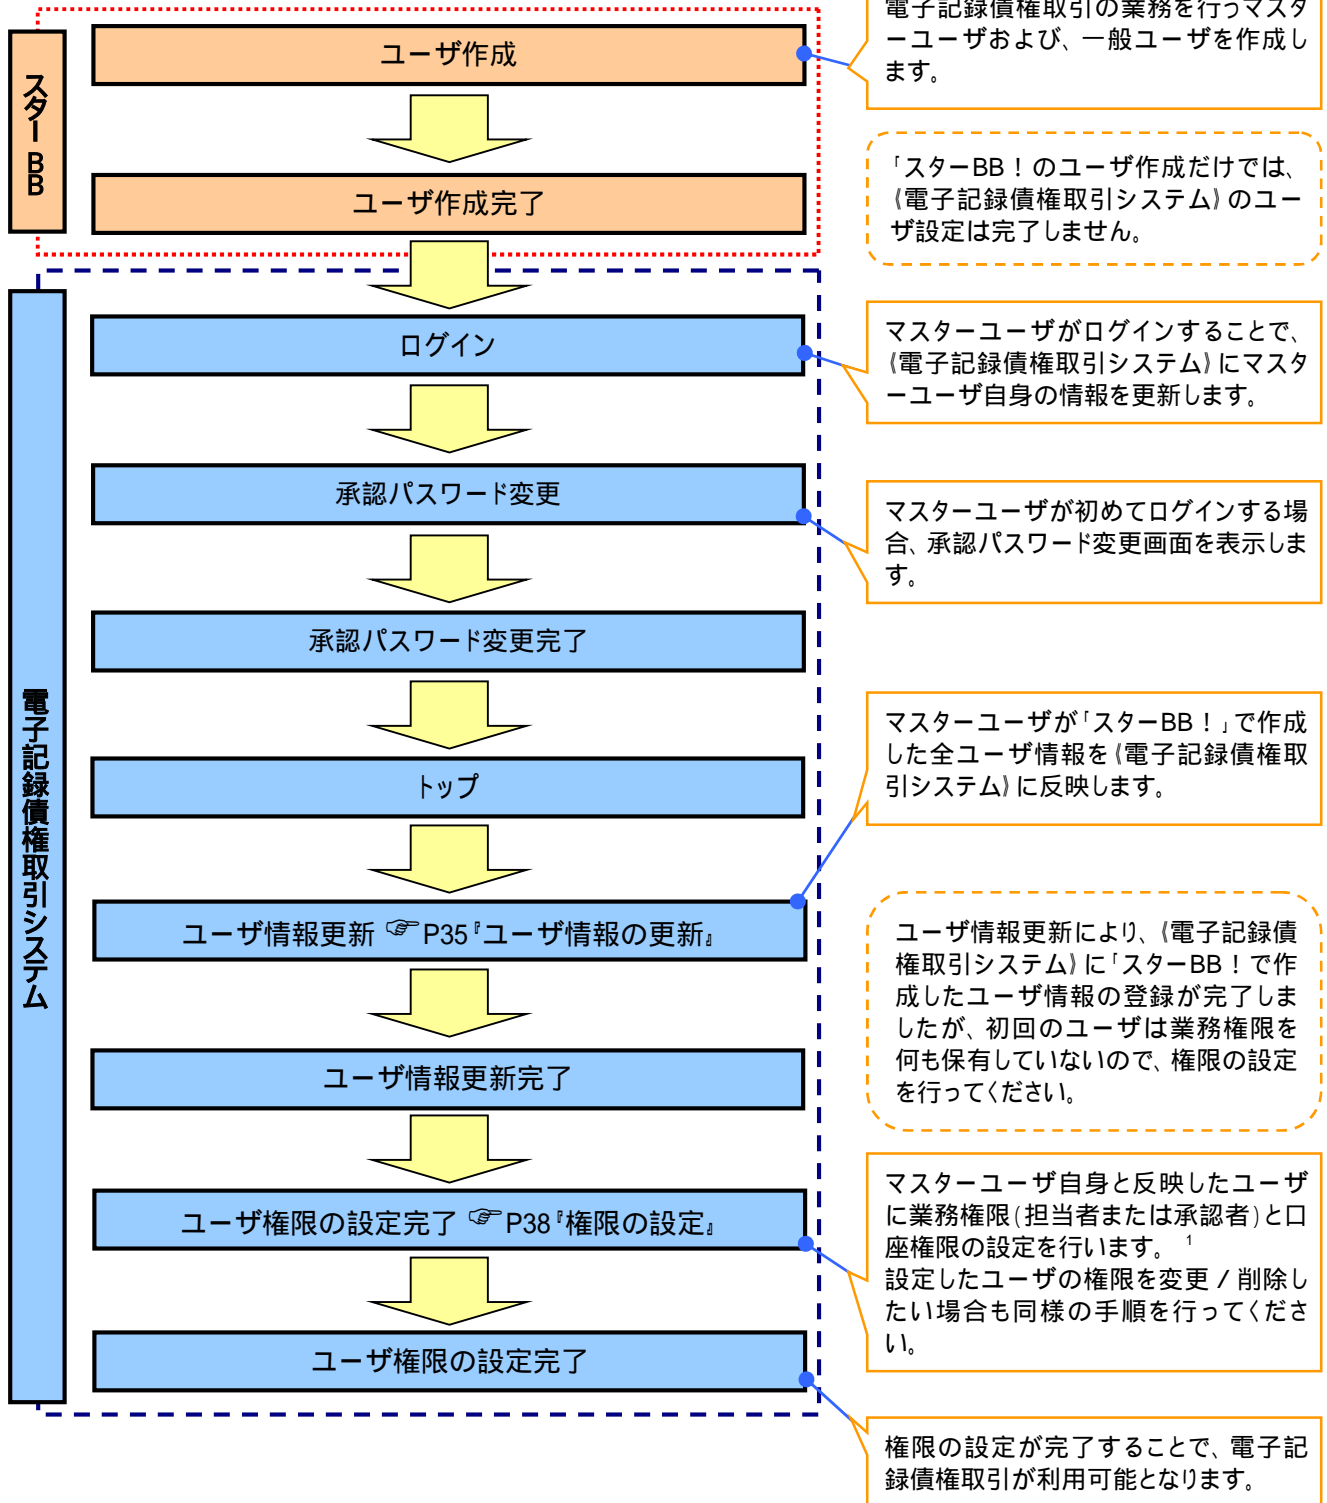 電子記録債権取引の業務を行うマスタ
ーユーザおよび、一般ユーザを作成し
ます。
スターBB
ユーザ作成
ユーザ作成完了
「スターBB！のユーザ作成だけでは、
《電子記録債権取引システム》のユー
ザ設定は完了しません。
電子記録債権取引システム
ログイン
マスターユーザがログインすることで、
《電子記録債権取引システム》にマスタ
ーユーザ自身の情報を更新します。
承認パスワード変更
マスターユーザが初めてログインする場
合、承認パスワード変更画面を表示しま
す。
承認パスワード変更完了
トップ
マスターユーザが「スターBB！」で作成
した全ユーザ情報を《電子記録債権取
引システム》に反映します。
ユーザ情報更新 ☞P35『ユーザ情報の更新』
ユーザ情報更新により、《電子記録債
権取引システム》に「スターBB！で作
成したユーザ情報の登録が完了しま
したが、初回のユーザは業務権限を
何も保有していないので、権限の設定
を行ってください。
ユーザ情報更新完了
ユーザ権限の設定完了 ☞P38『権限の設定』
マスターユーザ自身と反映したユーザ
に業務権限(担当者または承認者)と口
座権限の設定を行います。 1
設定したユーザの権限を変更／削除し
たい場合も同様の手順を行ってくださ
い。
ユーザ権限の設定完了
権限の設定が完了することで、電子記
録債権取引が利用可能となります。